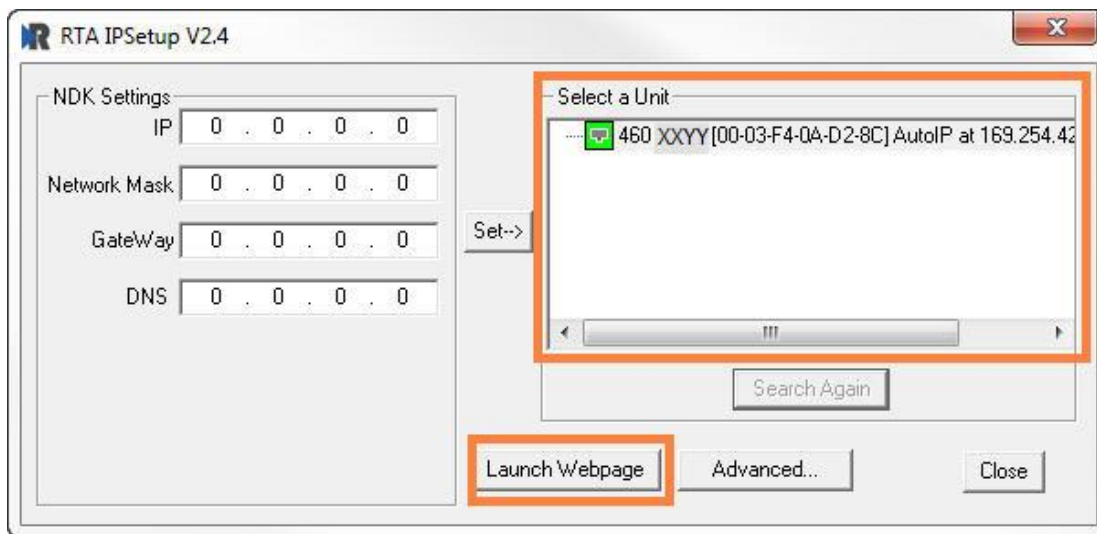 RTA IPSetup V2.4
NDK Settings
IP 0 . 0 . 0 . 0
Network Mask 0 . 0 . 0 . 0
GateWay 0 . 0 . 0 . 0
DNS 0 . 0 . 0 . 0
Set-->
Select a Unit
460 XXYY [00-03-F4-0A-D2-8C] AutoIP at 169.254.42
Search Again
Launch Webpage
Advanced...
Close